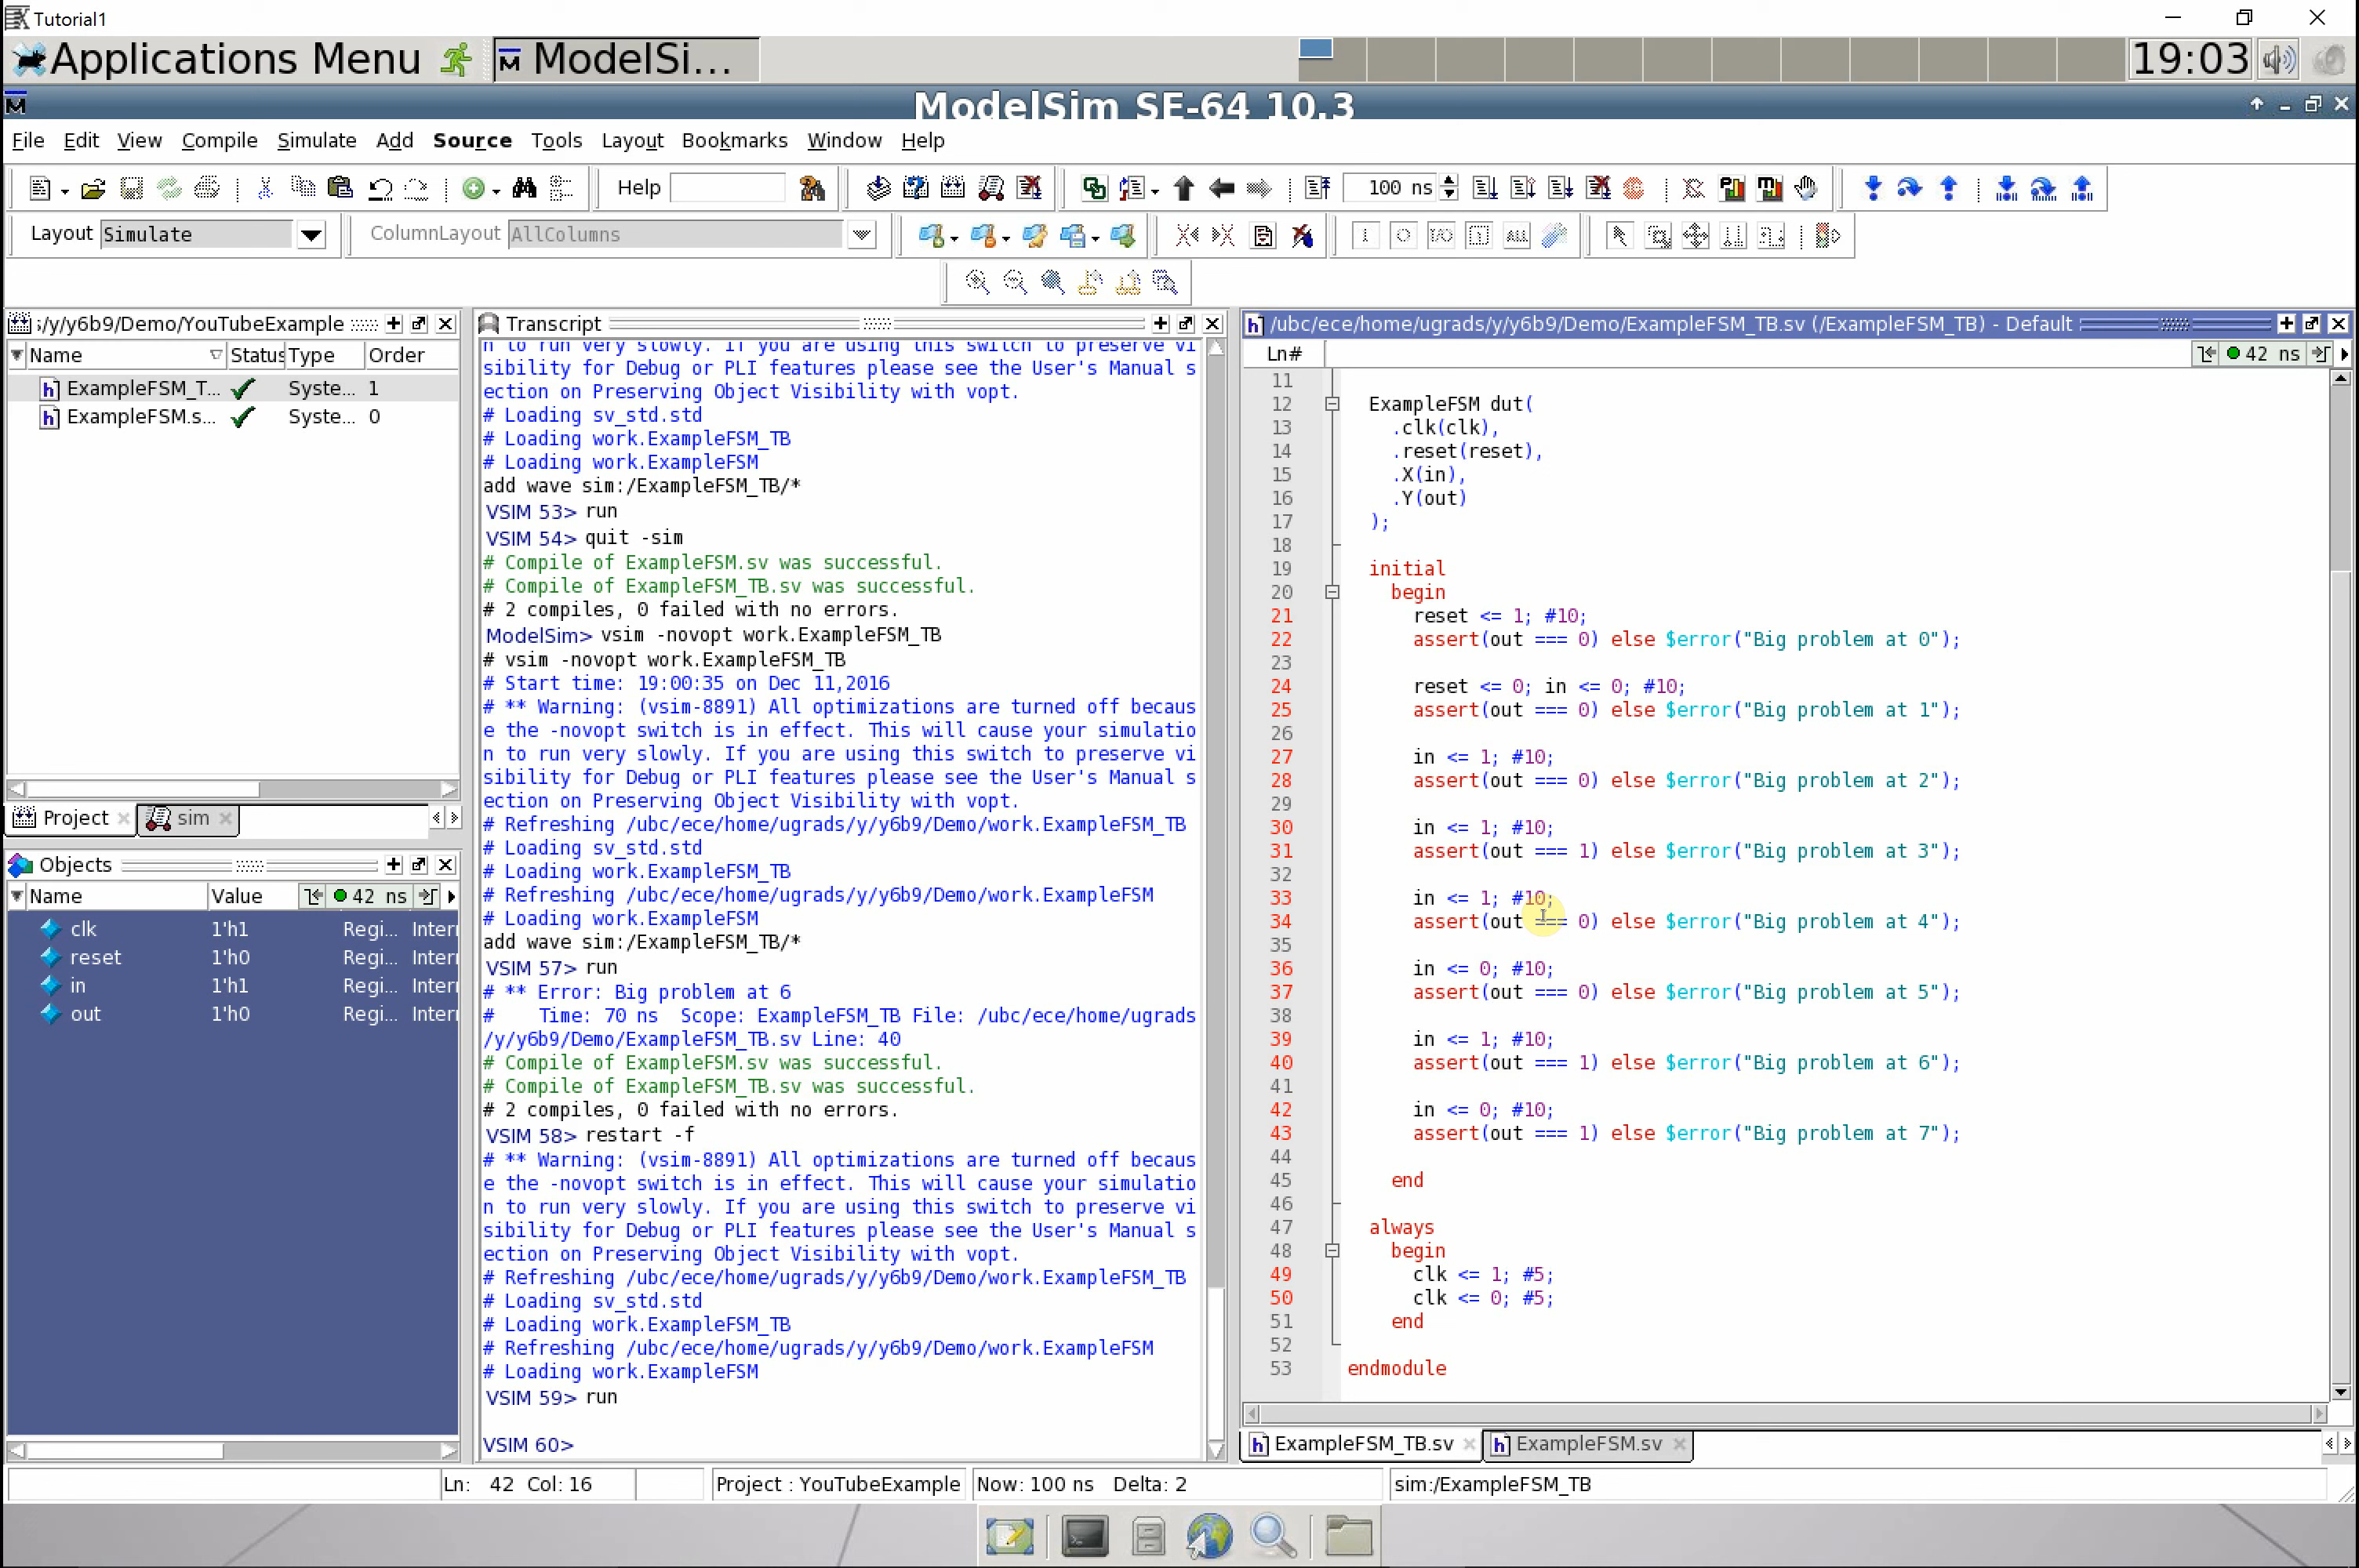 Tutorial1
Applications Menu
ModelSi...
19:03
ModelSim SE-64 10.3
File Edit View Compile Simulate Add Source Tools Layout Bookmarks Window Help
Help
100 ns
Layout Simulate
ColumnLayout AllColumns
:/y/y6b9/Demo/YouTubeExample
Name Status Type Order
ExampleFSM_T... Syste... 1
ExampleFSM.s... Syste... 0
Project
sim
Objects
Name Value 42 ns
clk 1'h1 Regi... Inter
reset 1'h0 Regi... Inter
in 1'h1 Regi... Inter
out 1'h0 Regi... Inter
Transcript
n to run very slowly. If you are using this switch to preserve vi
sibility for Debug or PLI features please see the User's Manual s
ection on Preserving Object Visibility with vopt.
# Loading sv_std.std
# Loading work.ExampleFSM_TB
# Loading work.ExampleFSM
add wave sim:/ExampleFSM_TB/*
VSIM 53> run
VSIM 54> quit -sim
# Compile of ExampleFSM.sv was successful.
# Compile of ExampleFSM_TB.sv was successful.
# 2 compiles, 0 failed with no errors.
ModelSim> vsim -novopt work.ExampleFSM_TB
# vsim -novopt work.ExampleFSM_TB
# Start time: 19:00:35 on Dec 11,2016
# ** Warning: (vsim-8891) All optimizations are turned off becaus
e the -novopt switch is in effect. This will cause your simulatio
n to run very slowly. If you are using this switch to preserve vi
sibility for Debug or PLI features please see the User's Manual s
ection on Preserving Object Visibility with vopt.
# Refreshing /ubc/ece/home/ugrads/y/y6b9/Demo/work.ExampleFSM_TB
# Loading sv_std.std
# Loading work.ExampleFSM_TB
# Refreshing /ubc/ece/home/ugrads/y/y6b9/Demo/work.ExampleFSM
# Loading work.ExampleFSM
add wave sim:/ExampleFSM_TB/*
VSIM 57> run
# ** Error: Big problem at 6
# Time: 70 ns Scope: ExampleFSM_TB File: /ubc/ece/home/ugrads
/y/y6b9/Demo/ExampleFSM_TB.sv Line: 40
# Compile of ExampleFSM.sv was successful.
# Compile of ExampleFSM_TB.sv was successful.
# 2 compiles, 0 failed with no errors.
VSIM 58> restart -f
# ** Warning: (vsim-8891) All optimizations are turned off becaus
e the -novopt switch is in effect. This will cause your simulatio
n to run very slowly. If you are using this switch to preserve vi
sibility for Debug or PLI features please see the User's Manual s
ection on Preserving Object Visibility with vopt.
# Refreshing /ubc/ece/home/ugrads/y/y6b9/Demo/work.ExampleFSM_TB
# Loading sv_std.std
# Loading work.ExampleFSM_TB
# Refreshing /ubc/ece/home/ugrads/y/y6b9/Demo/work.ExampleFSM
# Loading work.ExampleFSM
VSIM 59> run
VSIM 60>
/ubc/ece/home/ugrads/y/y6b9/Demo/ExampleFSM_TB.sv (/ExampleFSM_TB) - Default
Ln# 42 ns
11
12 ExampleFSM dut(
13 .clk(clk),
14 .reset(reset),
15 .X(in),
16 .Y(out)
17 );
18
19 initial
20 begin
21 reset <= 1; #10;
22 assert(out === 0) else $error("Big problem at 0");
23
24 reset <= 0; in <= 0; #10;
25 assert(out === 0) else $error("Big problem at 1");
26
27 in <= 1; #10;
28 assert(out === 0) else $error("Big problem at 2");
29
30 in <= 1; #10;
31 assert(out === 1) else $error("Big problem at 3");
32
33 in <= 1; #10;
34 assert(out === 0) else $error("Big problem at 4");
35
36 in <= 0; #10;
37 assert(out === 0) else $error("Big problem at 5");
38
39 in <= 1; #10;
40 assert(out === 1) else $error("Big problem at 6");
41
42 in <= 0; #10;
43 assert(out === 1) else $error("Big problem at 7");
44
45 end
46
47 always
48 begin
49 clk <= 1; #5;
50 clk <= 0; #5;
51 end
52
53 endmodule
ExampleFSM_TB.sv
ExampleFSM.sv
Ln: 42 Col: 16
Project : YouTubeExample
Now: 100 ns Delta: 2
sim:/ExampleFSM_TB